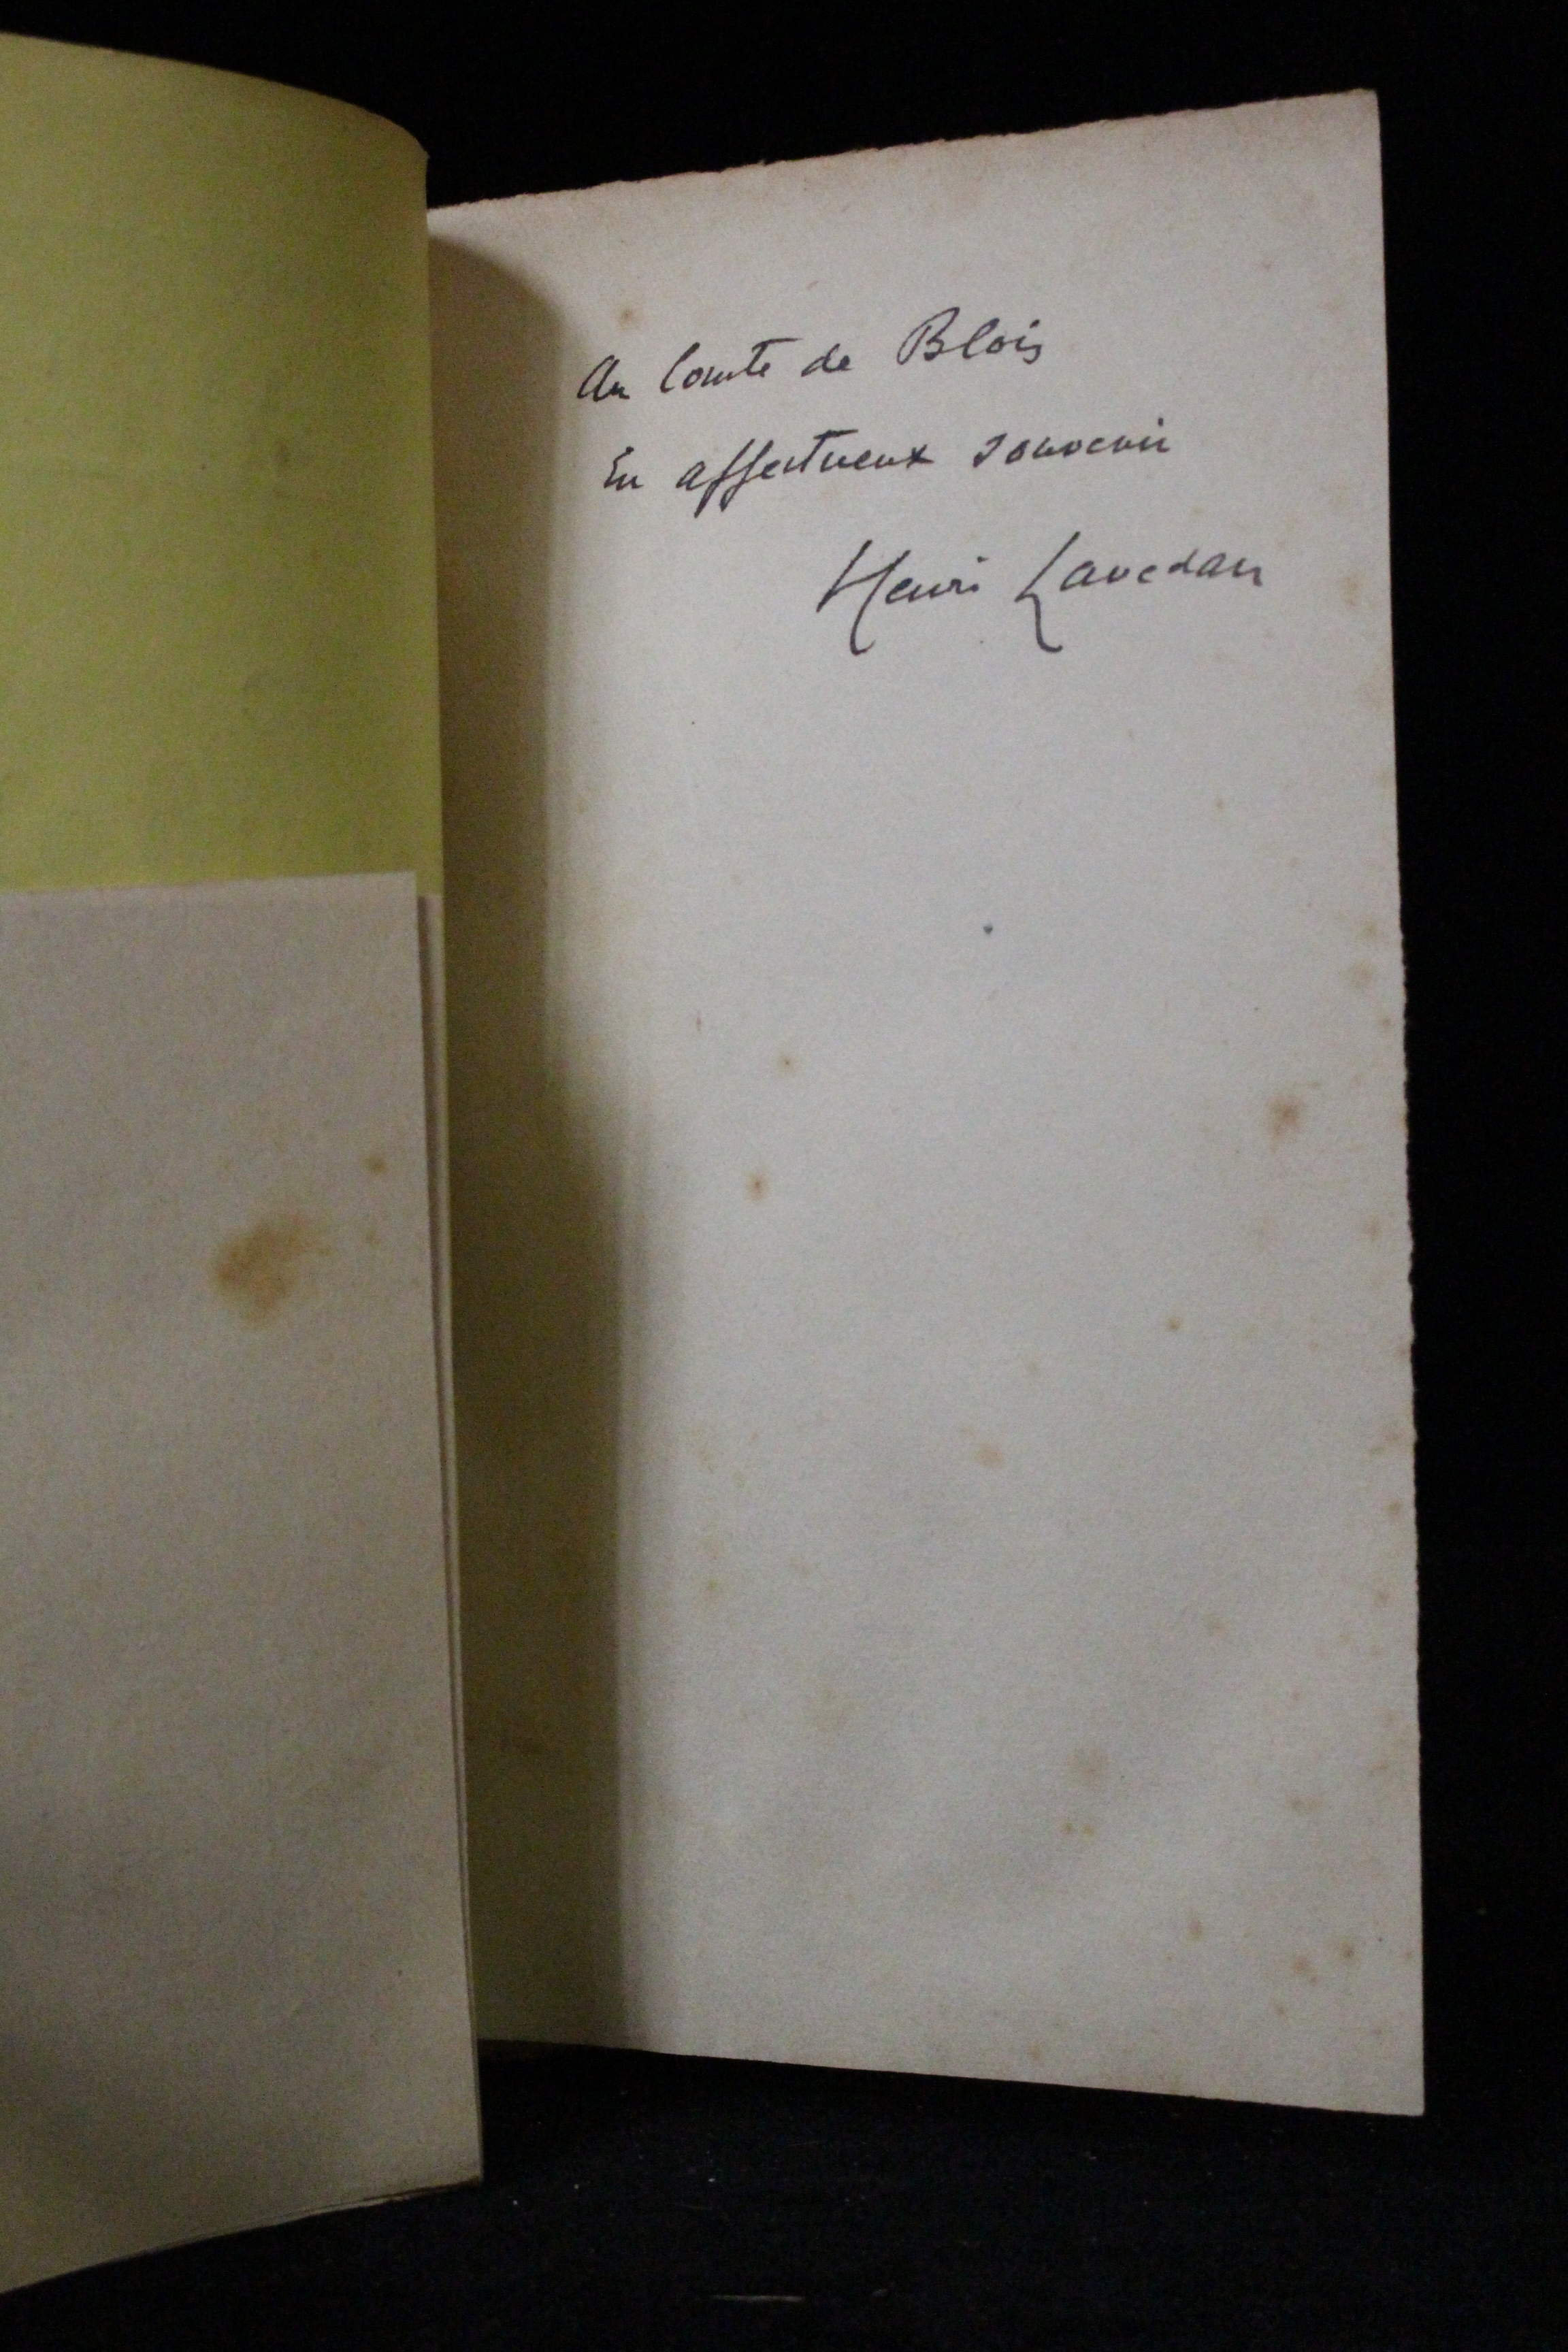 Au Comte de Blois
En affectueux souvenir
Henri Lavedan